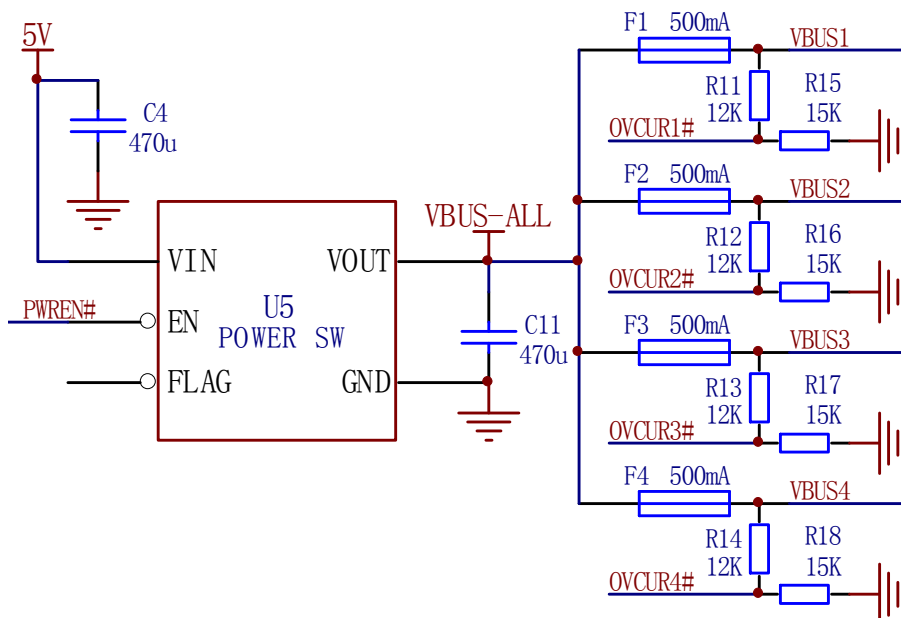 5V
C4
470u
VIN
VOUT
PWREN#
EN
U5
POWER SW
FLAG
GND
VBUS-ALL
C11
470u
F1 500mA
VBUS1
R11
12K
R15
15K
OVCUR1#
F2 500mA
VBUS2
R12
12K
R16
15K
OVCUR2#
F3 500mA
VBUS3
R13
12K
R17
15K
OVCUR3#
F4 500mA
VBUS4
R14
12K
R18
15K
OVCUR4#